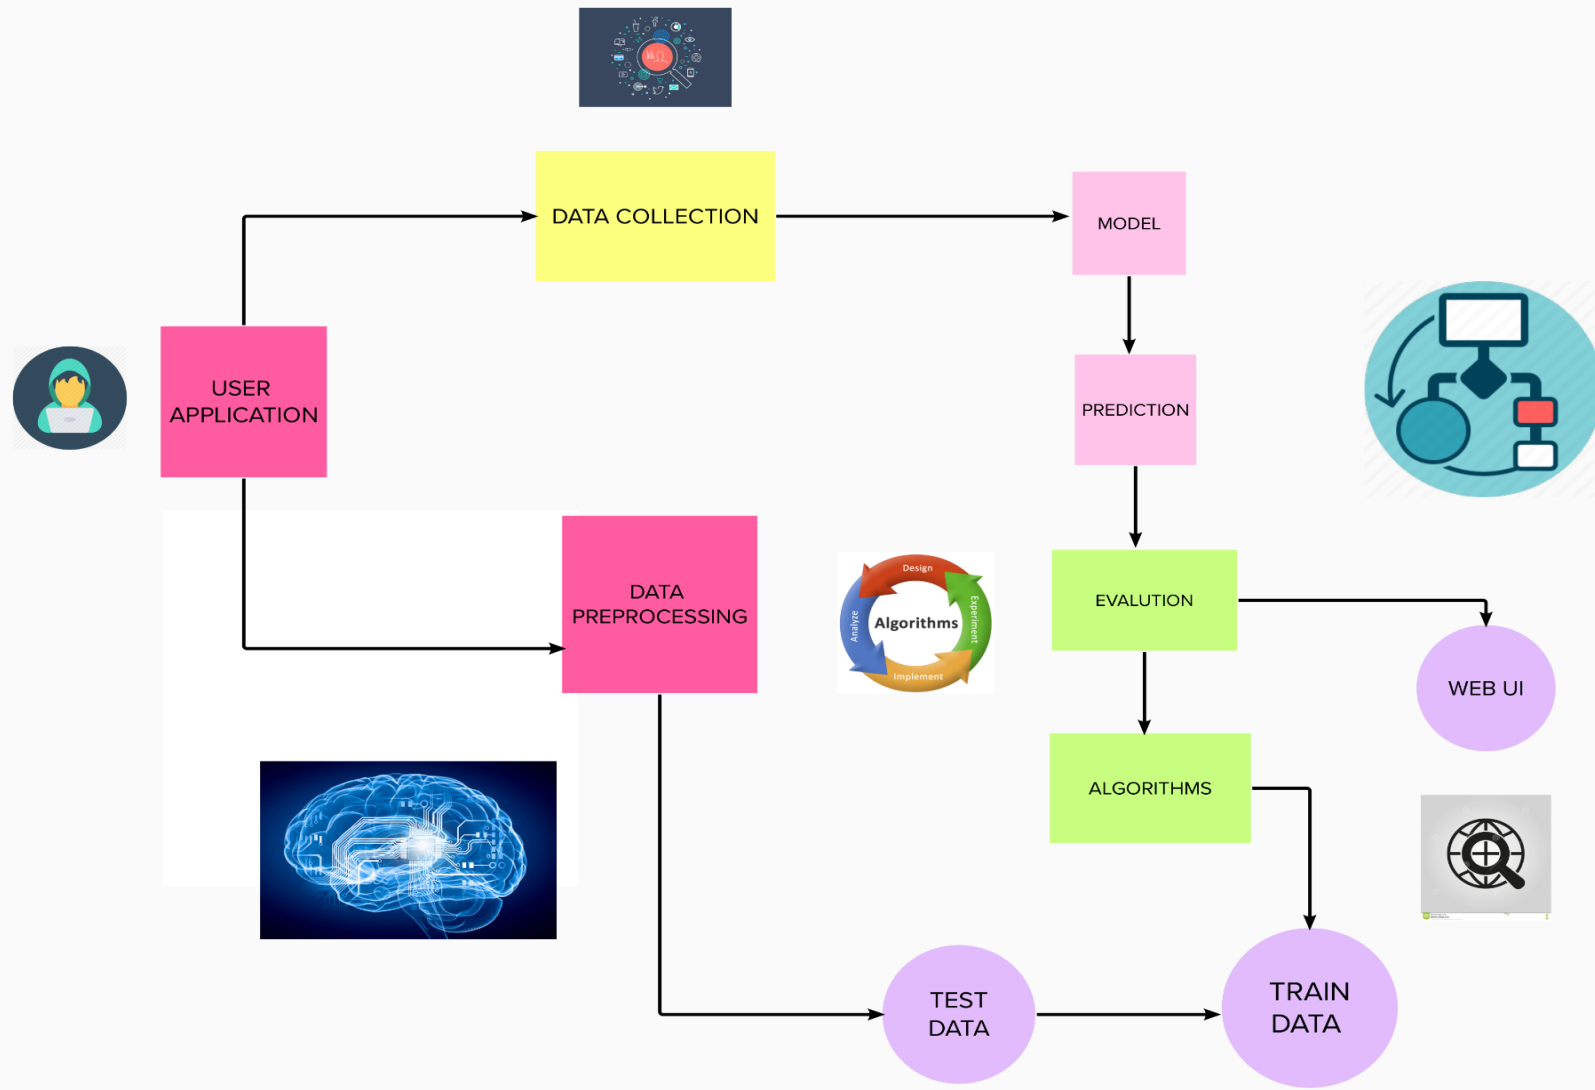 DATA COLLECTION
MODEL
USER
APPLICATION
PREDICTION
DATA
PREPROCESSING
Design
Analyze
Algorithms
Experiment
Implement
EVALUTION
WEB UI
ALGORITHMS
TEST
DATA
TRAIN
DATA